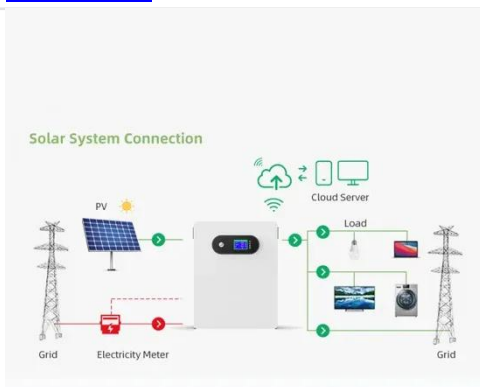 Solar System Connection
Cloud Server
PV
Load
Grid
Electricity Meter
Grid